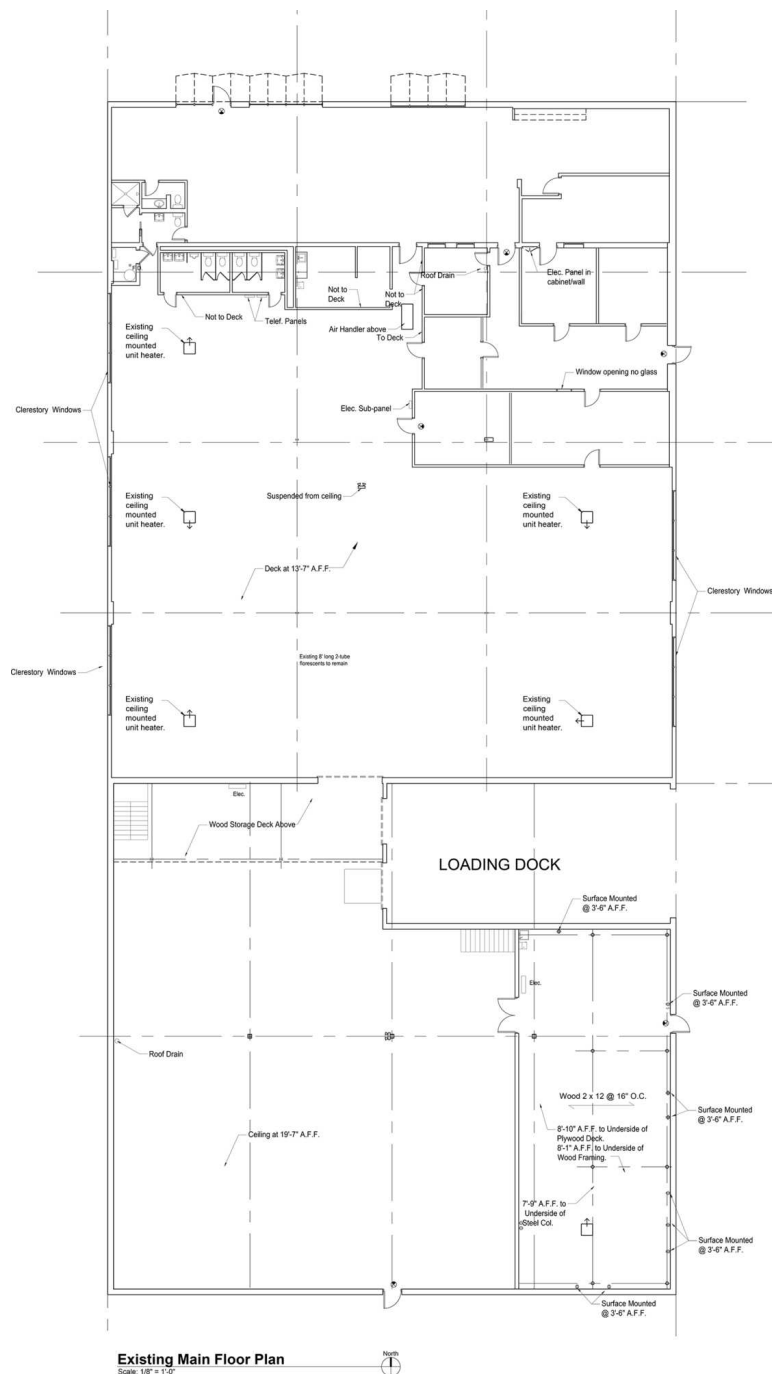 Roof Drain
Elec. Panel in
cabinet/wall
Not to
Deck
Not to
Deck
Not to Deck
Telef. Panels
Air Handler above
To Deck
Existing
ceiling
mounted
unit heater.
Window opening no glass
Clerestory Windows
Elec. Sub-panel
Existing
ceiling
mounted
unit heater.
Suspended from ceiling
Existing
ceiling
mounted
unit heater.
Deck at 13'-7" A.F.F.
Clerestory Windows
Existing 8' long 2-tube
florescents to remain
Clerestory Windows
Existing
ceiling
mounted
unit heater.
Existing
ceiling
mounted
unit heater.
Elec.
Wood Storage Deck Above
LOADING DOCK
Surface Mounted
@ 3'-6" A.F.F.
Elec.
Surface Mounted
@ 3'-6" A.F.F.
Roof Drain
Wood 2 x 12 @ 16" O.C.
Surface Mounted
@ 3'-6" A.F.F.
8'-10" A.F.F. to Underside of
Plywood Deck.
8'-1" A.F.F. to Underside of
Wood Framing.
Ceiling at 19'-7" A.F.F.
7'-9" A.F.F. to
Underside of
Steel Col.
Surface Mounted
@ 3'-6" A.F.F.
Surface Mounted
@ 3'-6" A.F.F.
Existing Main Floor Plan
North
Scale: 1/8" = 1'-0"